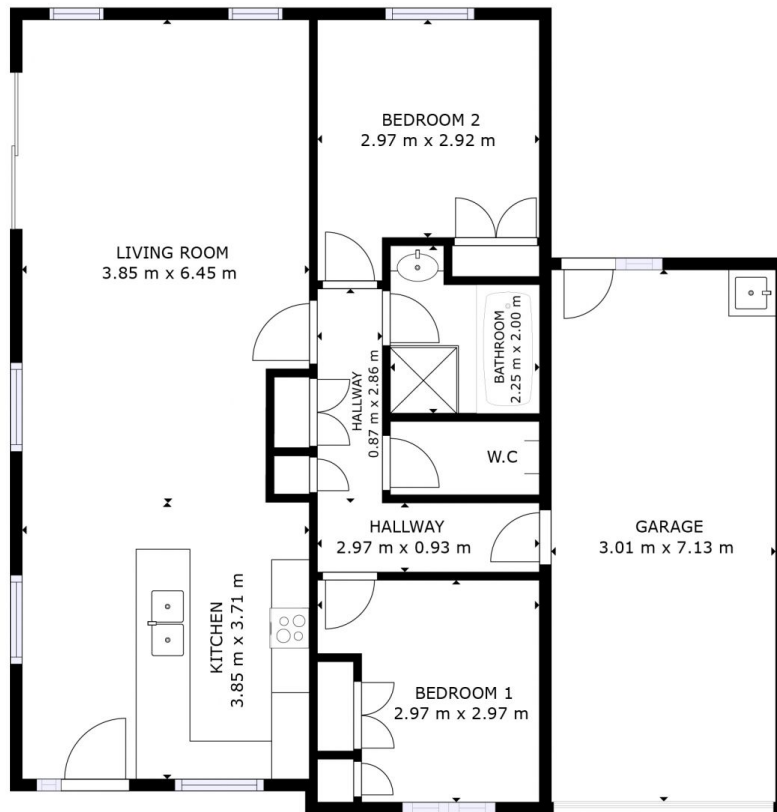 BEDROOM 2
2.97 m x 2.92 m
LIVING ROOM
3.85 m x 6.45 m
BATHROOM
2.25 m x 2.00 m
HALLWAY
0.87 m x 2.86 m
W.C
HALLWAY
2.97 m x 0.93 m
GARAGE
3.01 m x 7.13 m
KITCHEN
3.85 m x 3.71 m
BEDROOM 1
2.97 m x 2.97 m